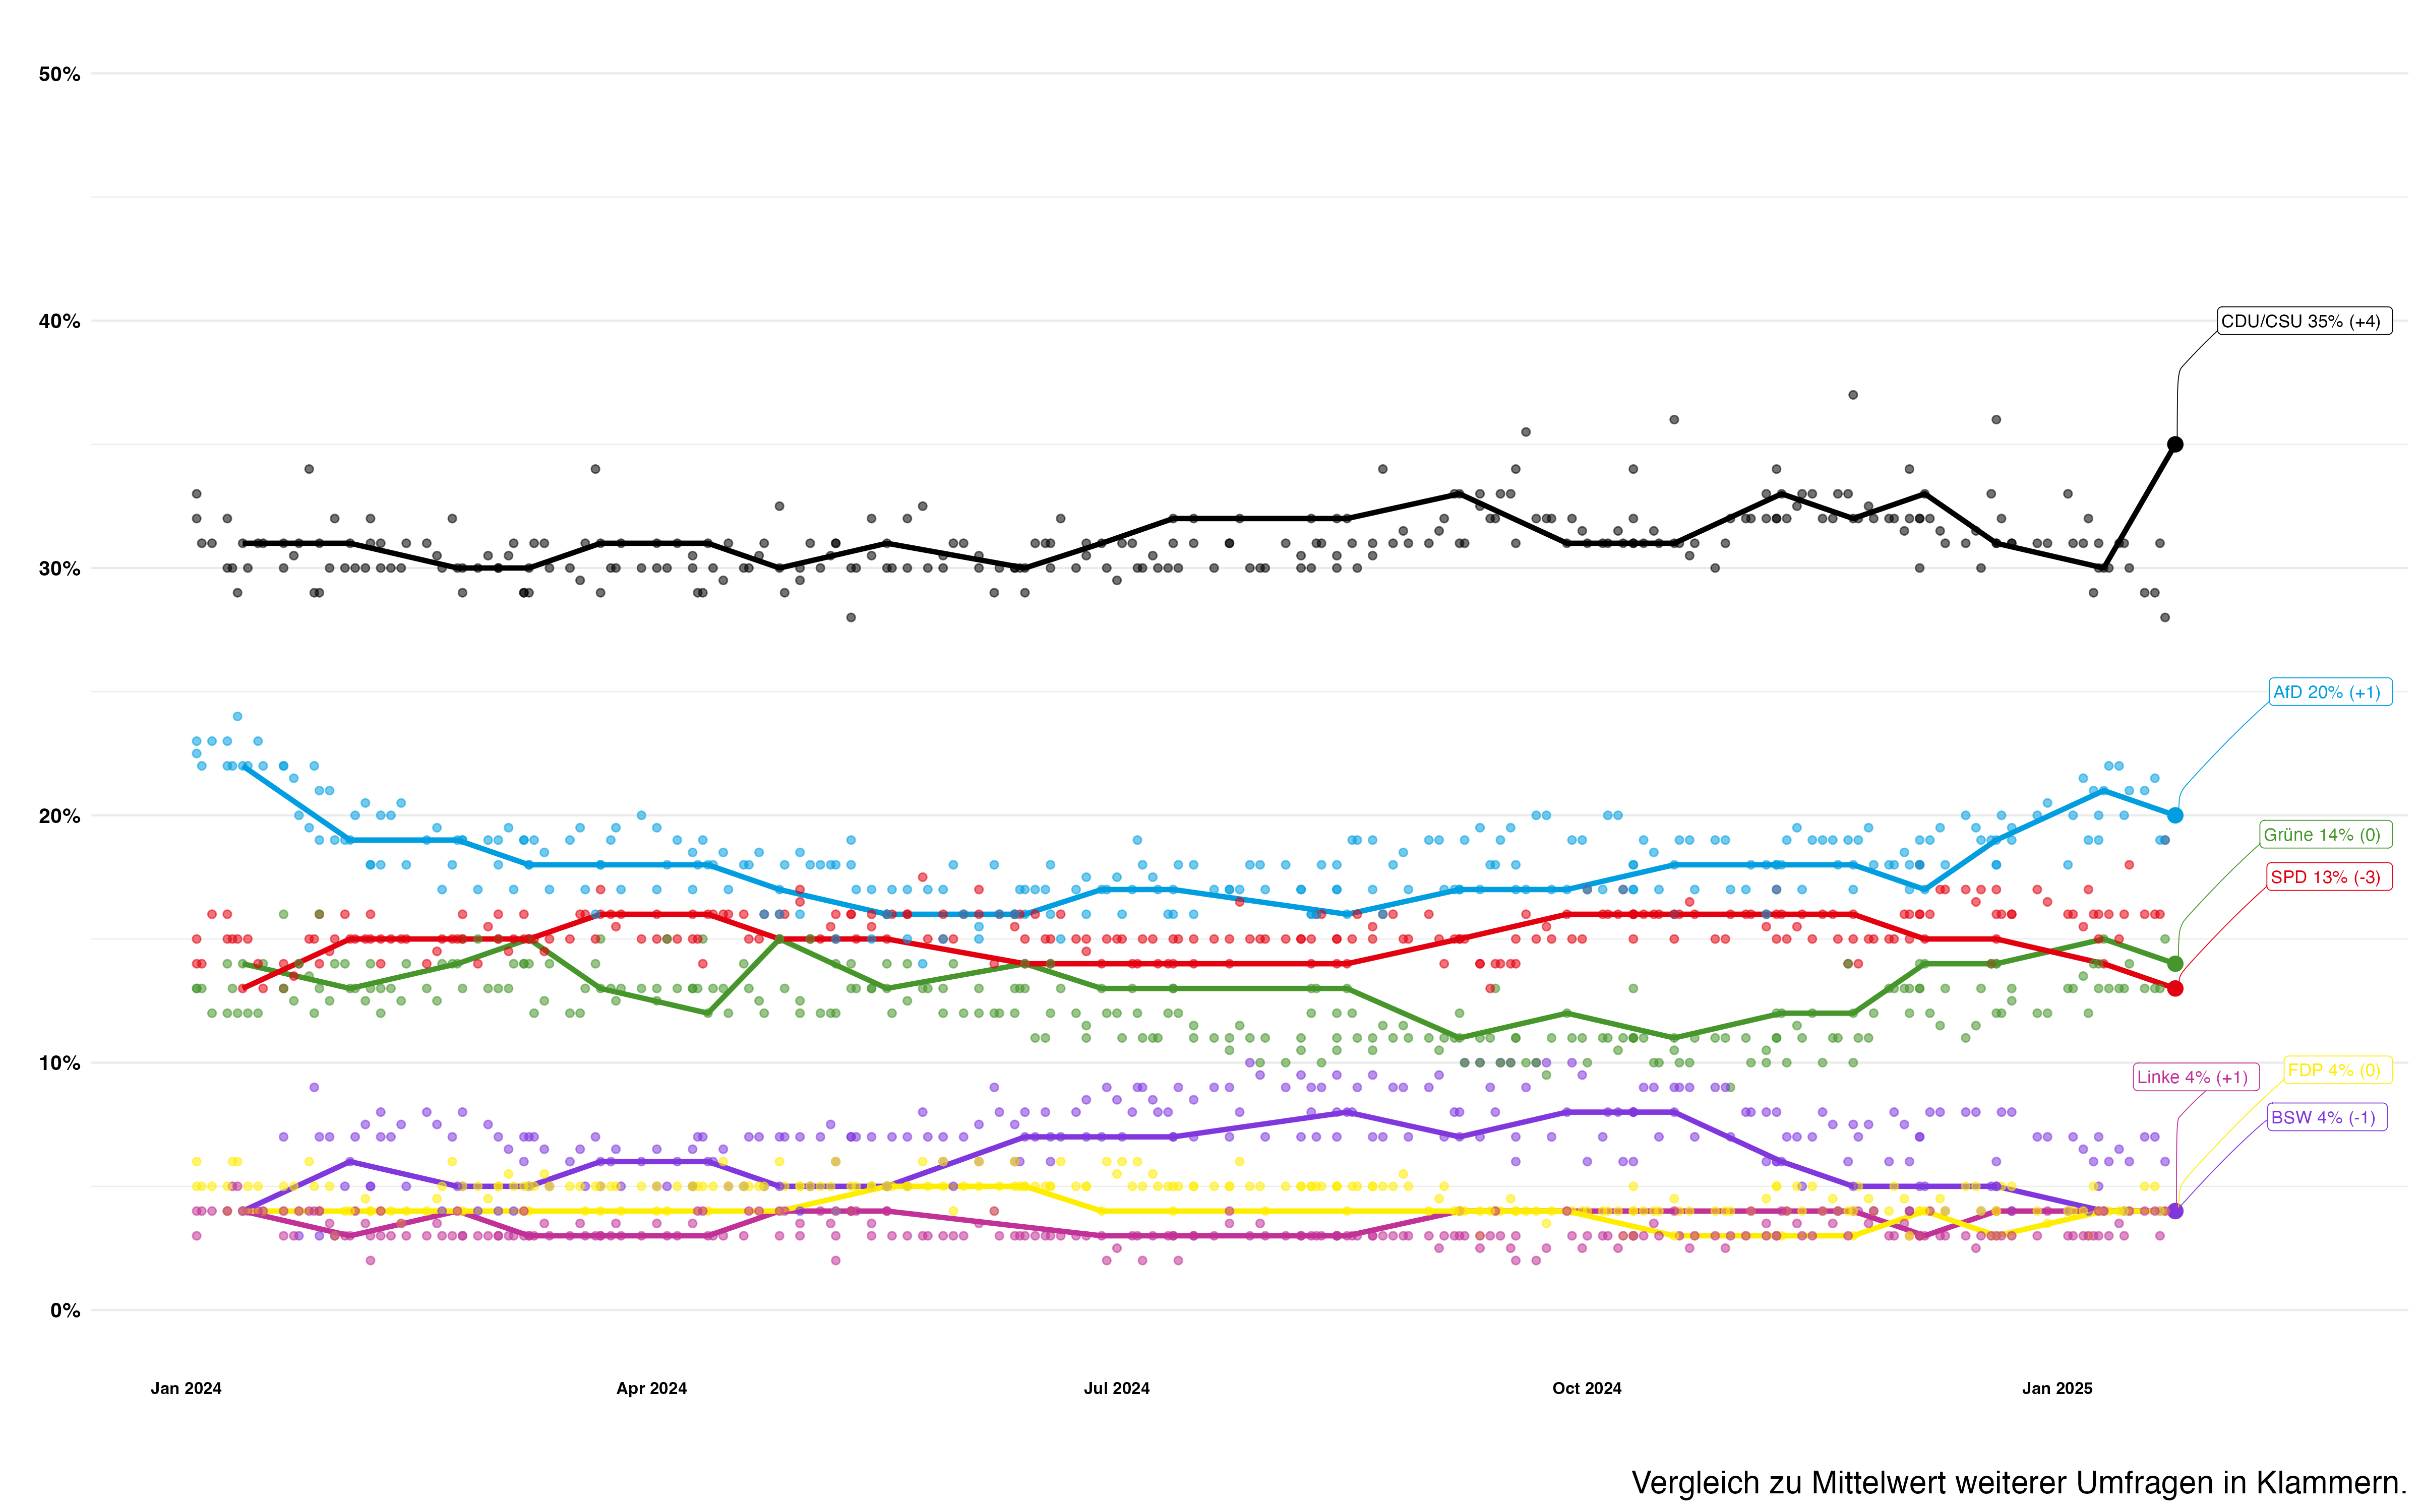 50%
40%
CDU/CSU 35% (+4)
30%
AfD 20% (+1)
20%
Grüne 14% (0)
SPD 13% (-3)
10%
Linke 4% (+1)
FDP 4% (0)
BSW 4% (-1)
0%
Jan 2024 Apr 2024 Jul 2024 Oct 2024 Jan 2025
Vergleich zu Mittelwert weiterer Umfragen in Klammern.